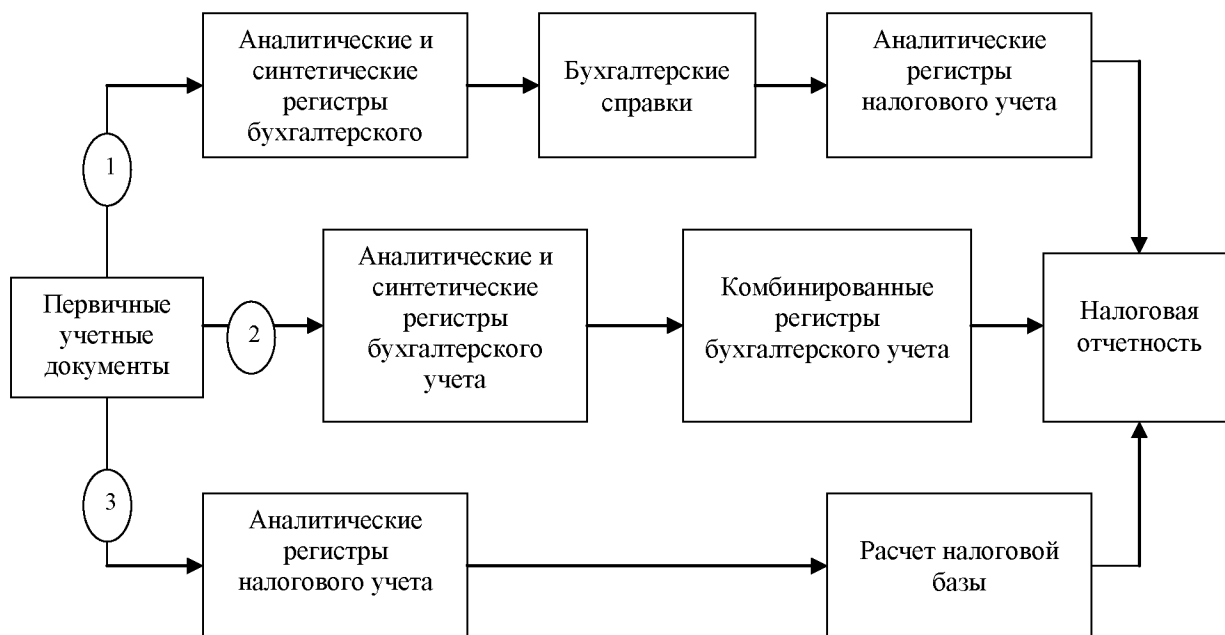 Аналитические и
синтетические
регистры
бухгалтерского
Бухгалтерские
справки
Аналитические
регистры
налогового учета
1
Первичные
учетные
документы
2
Аналитические и
синтетические
регистры
бухгалтерского
учета
Комбинированные
регистры
бухгалтерского учета
Налоговая
отчетность
3
Аналитические
регистры
налогового учета
Расчет налоговой
базы